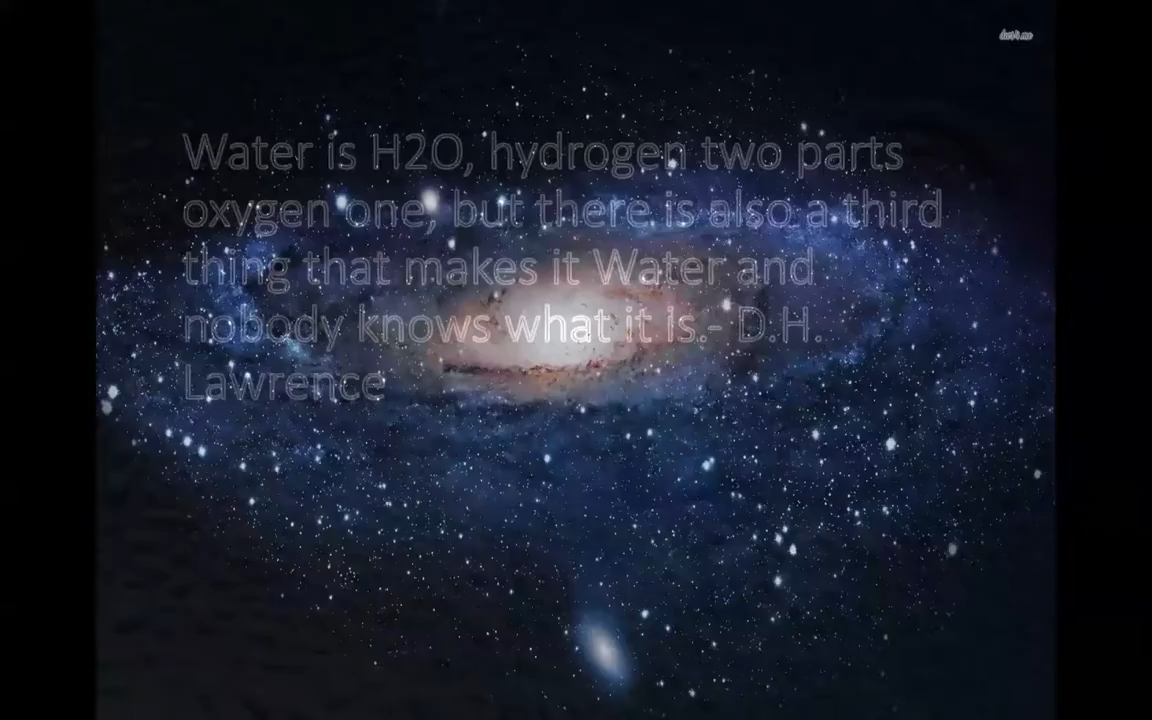 Water is H2O, hydrogen two parts
oxygen one, but there is also a third
thing that makes it Water and
nobody knows what it is.- D.H.
Lawrence